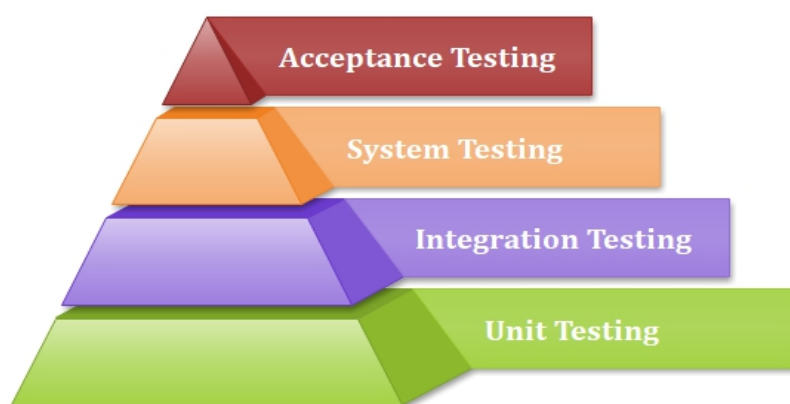 Acceptance Testing
System Testing
Integration Testing
Unit Testing